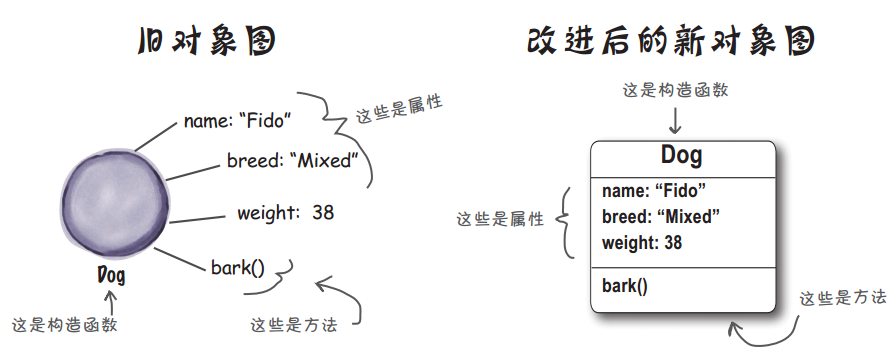 旧对象图
name: “Fido”
这些是属性
breed: “Mixed”
weight: 38
bark()
Dog
这是构造函数
这些是方法
改进后的新对象图
这是构造函数
Dog
name: “Fido”
breed: “Mixed”
weight: 38
这些是属性
bark()
这些是方法